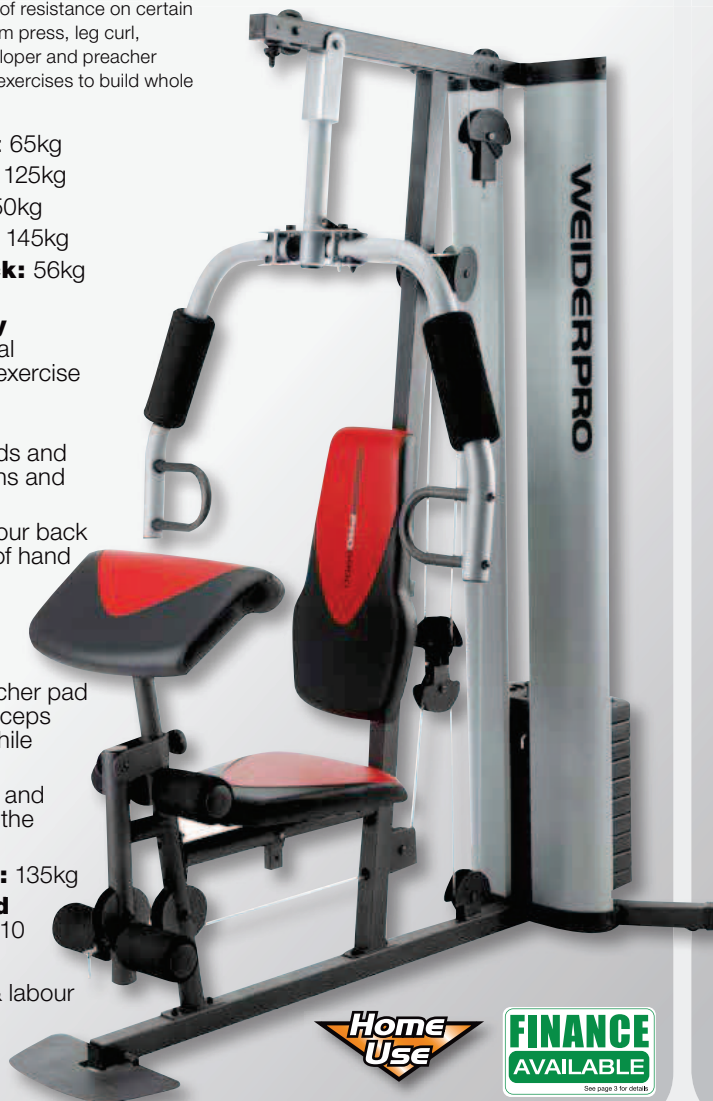 of resistance on certain
m press, leg curl,
loper and preacher
exercises to build whole
: 65kg
125kg
50kg
145kg
ck: 56kg
y
al
exercise
ds and
ns and
our back
of hand
cher pad
ceps
hile
and
the
: 135kg
d
10
labour
WEIDERPRO
PRO
Home
Use
FINANCE
AVAILABLE
See page 3 for details